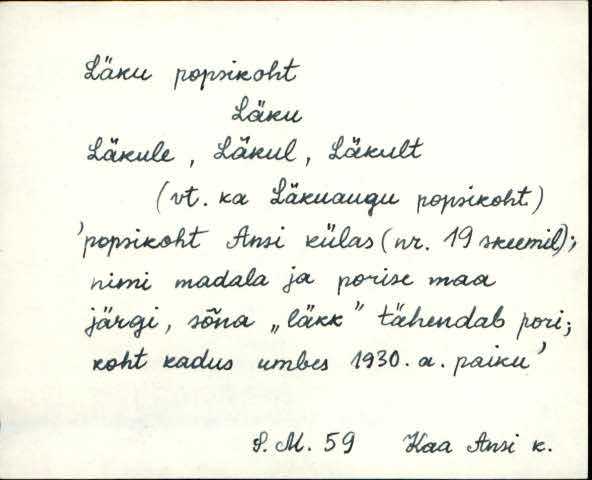 Läku popsikoht
Läku
Läkule, Läkul, Läkult
(vt. ka Läkuaugu popsikoht)
'popsikoht Ansi külas (nr. 19 skeemil);
nimi madala ja porise maa
järgi, sõna „läkk" tähendab pori;
koht kadus umbes 1930. a. paiku'
S. M. 59 Kaa Ansi k.